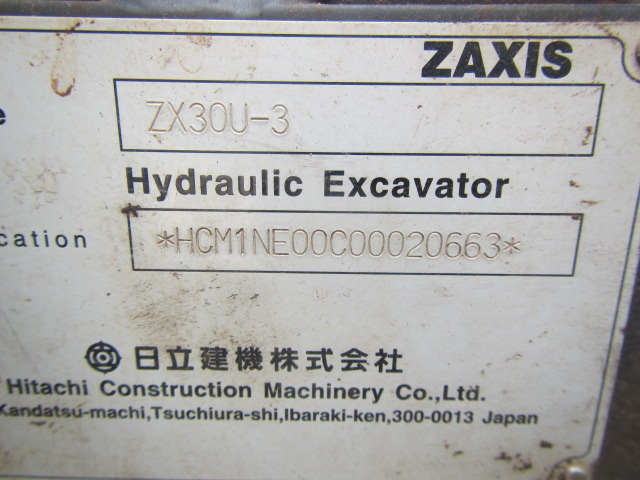 ZAXIS
ZX30U-3
Hydraulic Excavator
cation *HCM1NE00C00020663*
日立建機株式会社
Hitachi Construction Machinery Co.,Ltd.
Kandatsu-machi,Tsuchiura-shi,Ibaraki-ken,300-0013 Japan